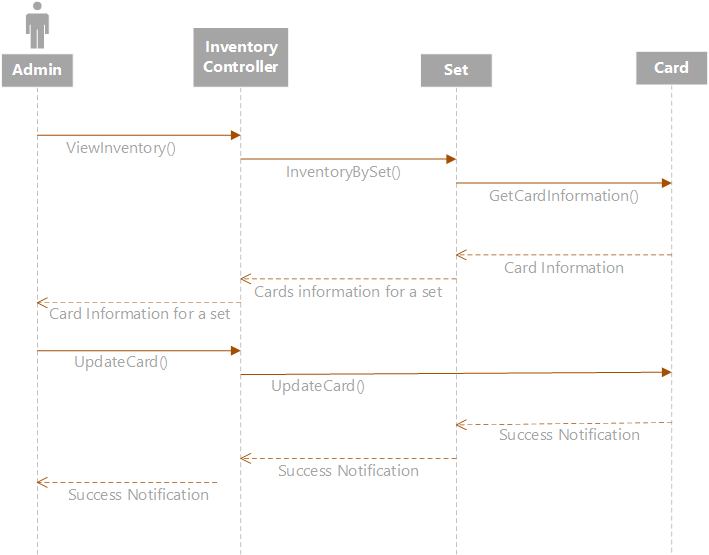 Admin
Inventory
Controller
Set
Card
ViewInventory()
InventoryBySet()
GetCardInformation()
Card Information
Cards information for a set
Card Information for a set
UpdateCard()
UpdateCard()
Success Notification
Success Notification
Success Notification